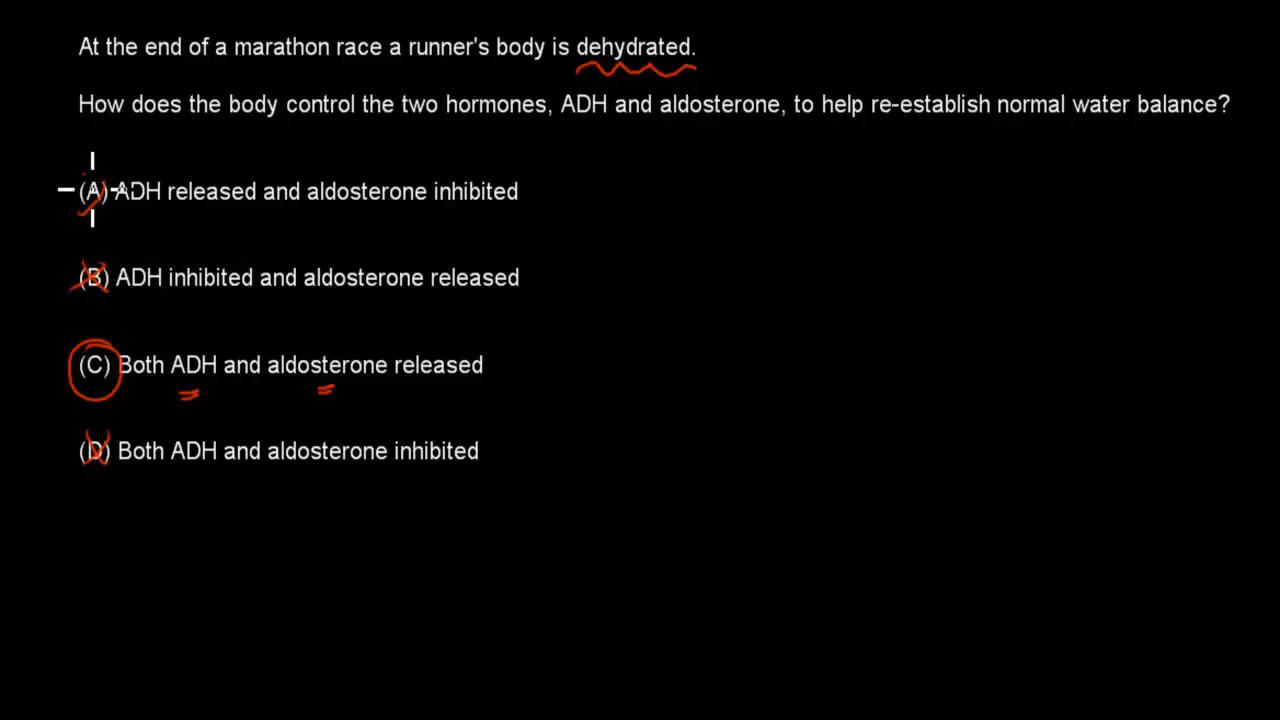 At the end of a marathon race a runner's body is dehydrated.
How does the body control the two hormones, ADH and aldosterone, to help re-establish normal water balance?
(A) ADH released and aldosterone inhibited
(B) ADH inhibited and aldosterone released
(C) Both ADH and aldosterone released
(D) Both ADH and aldosterone inhibited